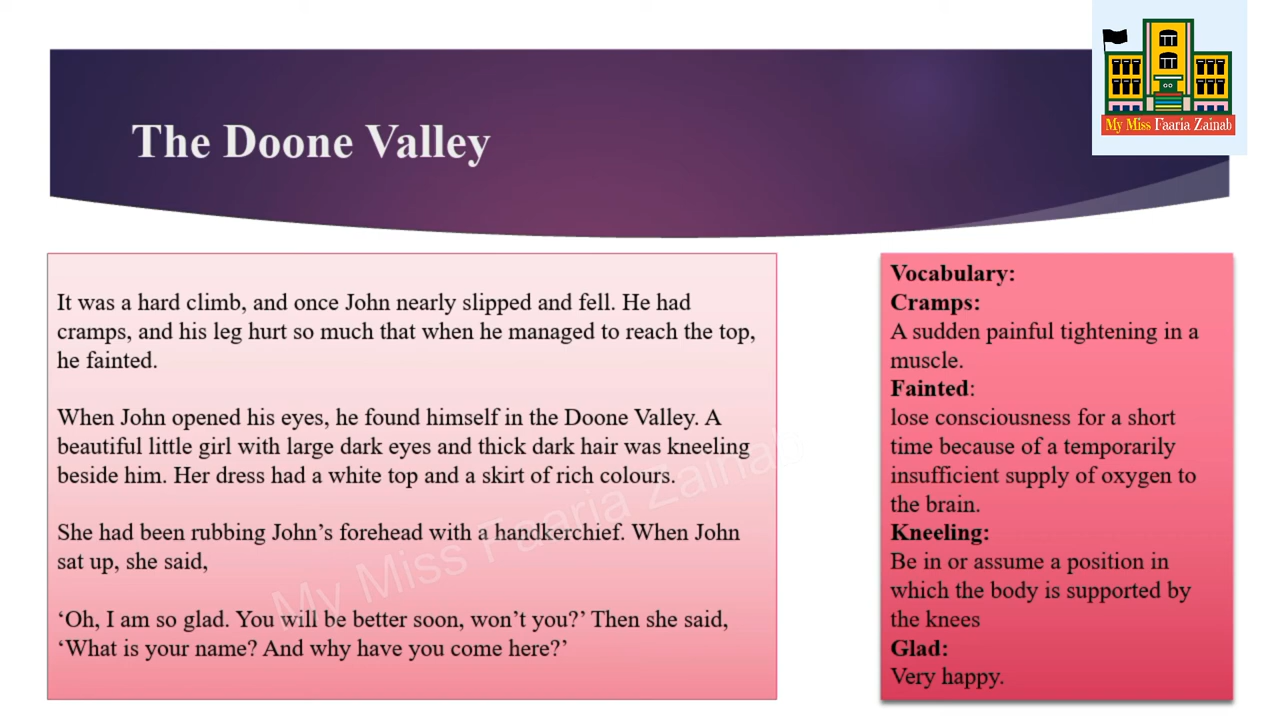 My Miss Faaria Zainab
The Doone Valley
It was a hard climb, and once John nearly slipped and fell. He had
cramps, and his leg hurt so much that when he managed to reach the top,
he fainted.
When John opened his eyes, he found himself in the Doone Valley. A
beautiful little girl with large dark eyes and thick dark hair was kneeling
beside him. Her dress had a white top and a skirt of rich colours.
She had been rubbing John’s forehead with a handkerchief. When John
sat up, she said,
‘Oh, I am so glad. You will be better soon, won’t you?’ Then she said,
‘What is your name? And why have you come here?’
My Miss Faaria Zainab
Vocabulary:
Cramps:
A sudden painful tightening in a
muscle.
Fainted:
lose consciousness for a short
time because of a temporarily
insufficient supply of oxygen to
the brain.
Kneeling:
Be in or assume a position in
which the body is supported by
the knees
Glad:
Very happy.